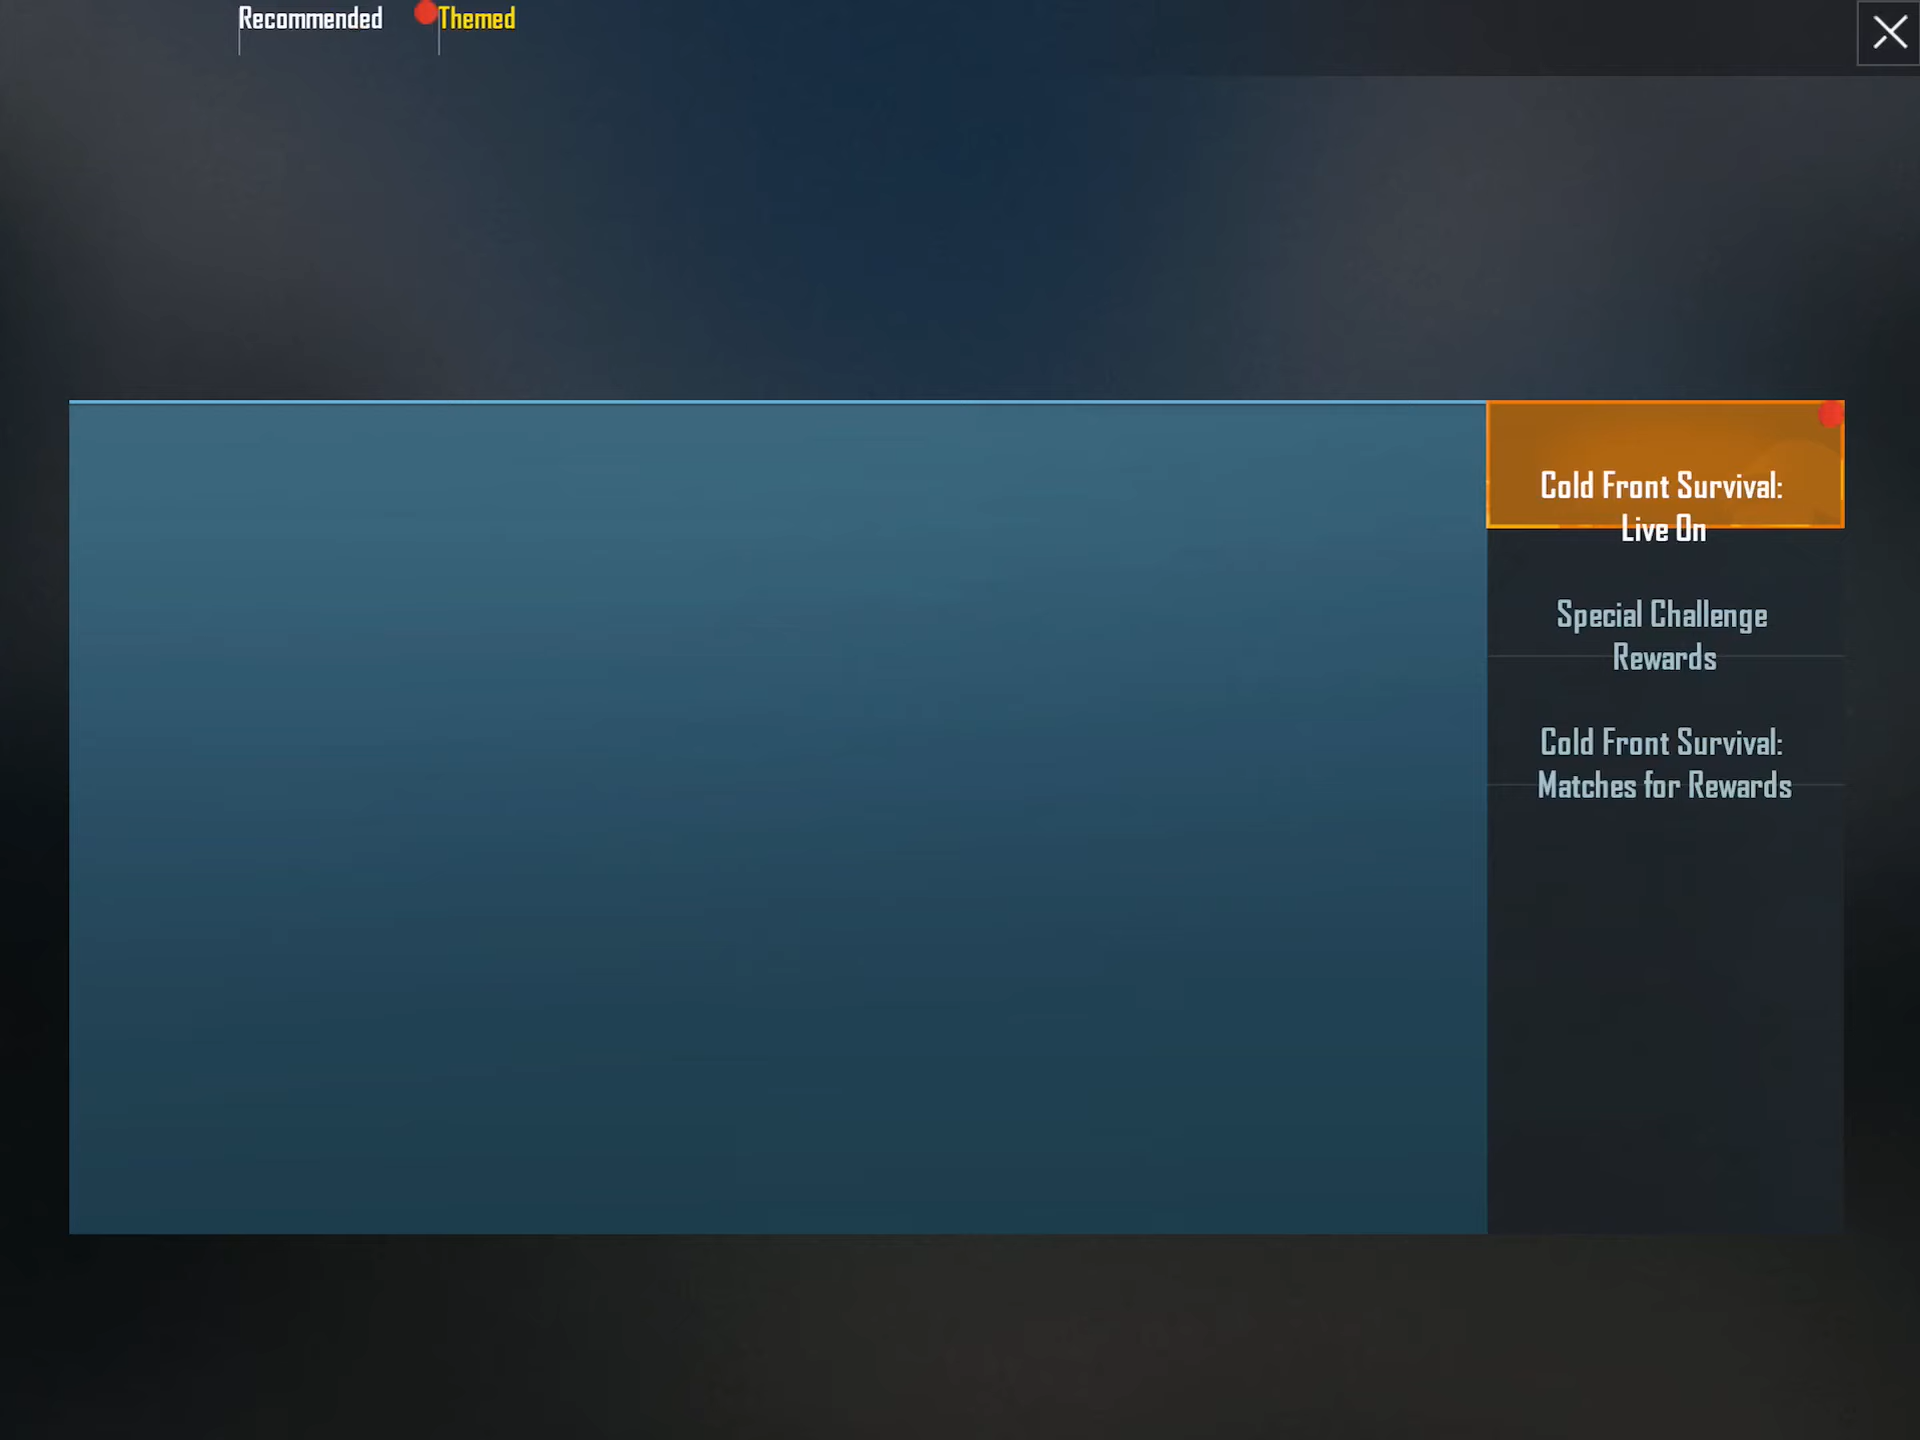 Recommended
Themed
Cold Front Survival:
Live On
Special Challenge
Rewards
Cold Front Survival:
Matches for Rewards